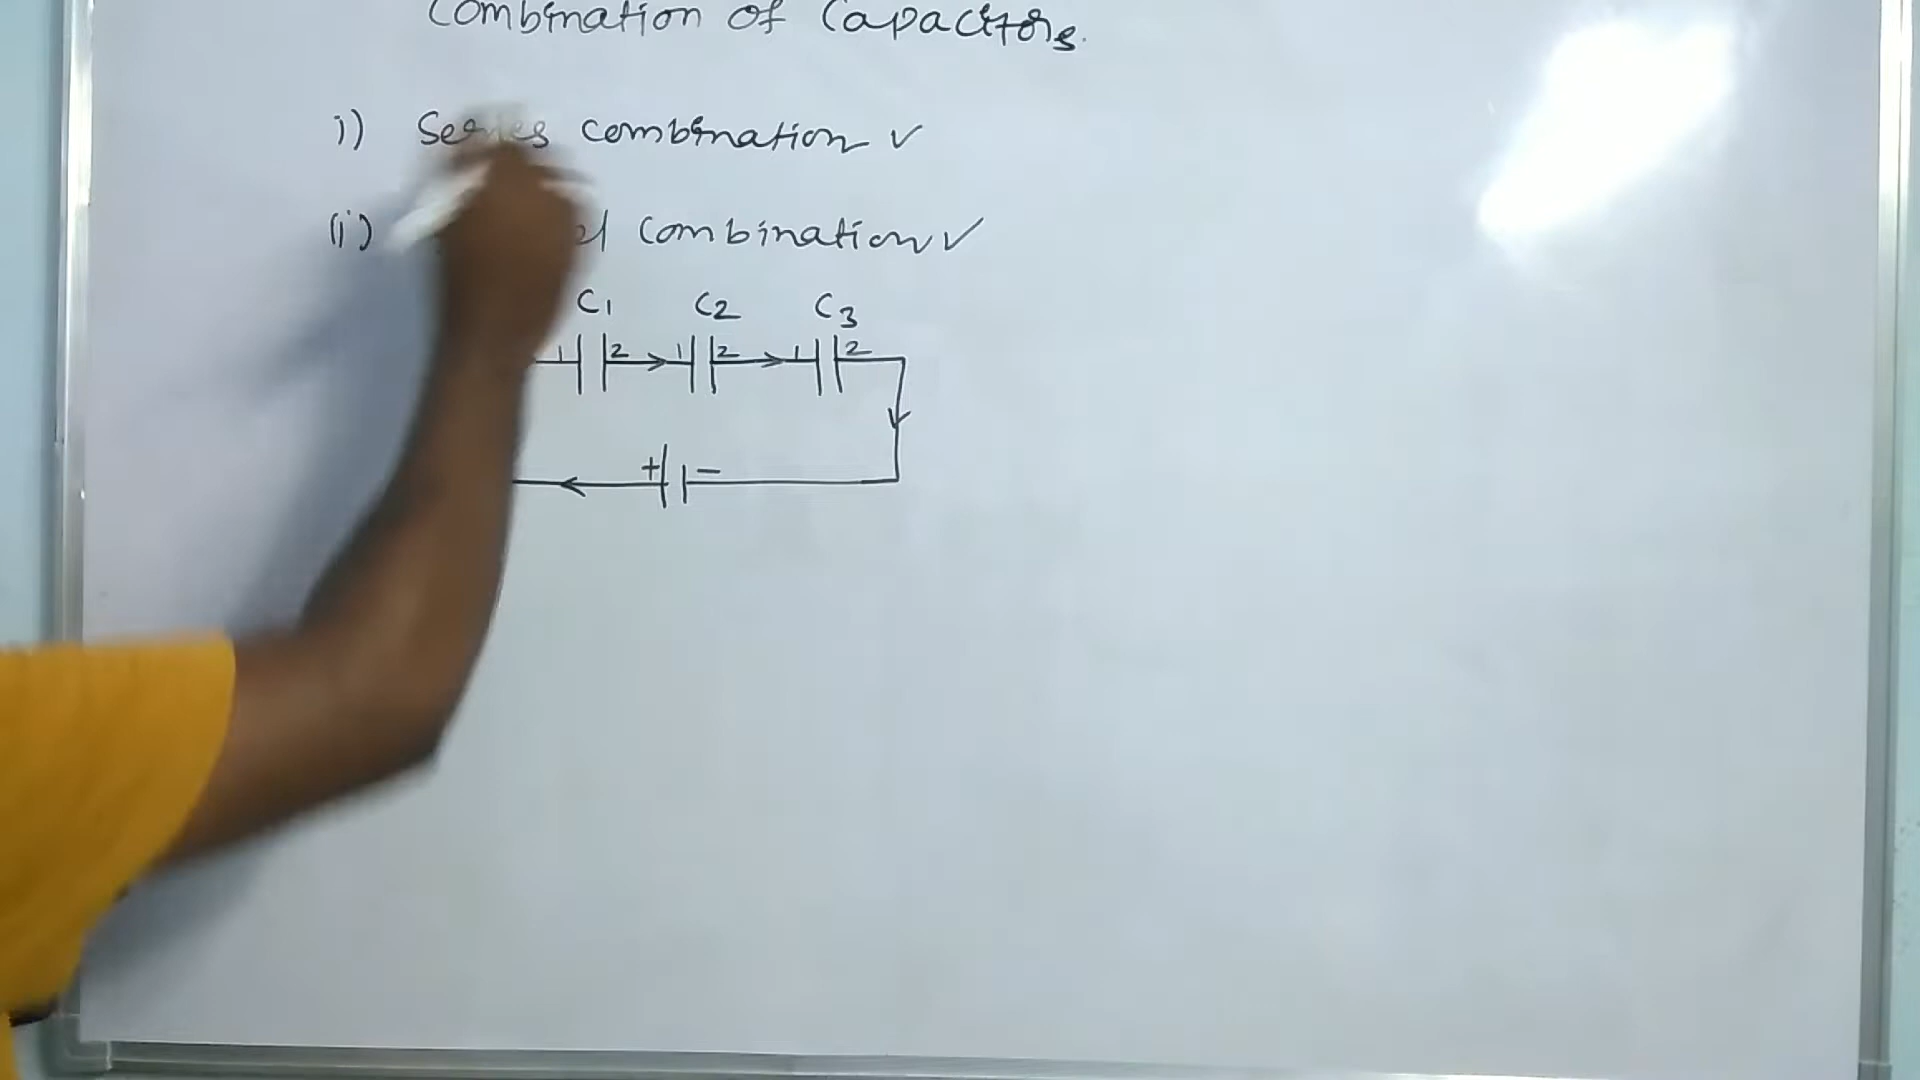 Combination of Capacitors.
i) Series combination ✓
(ii) combination ✓
C1 C2 C3
1 2 1 2 1 2
+ −